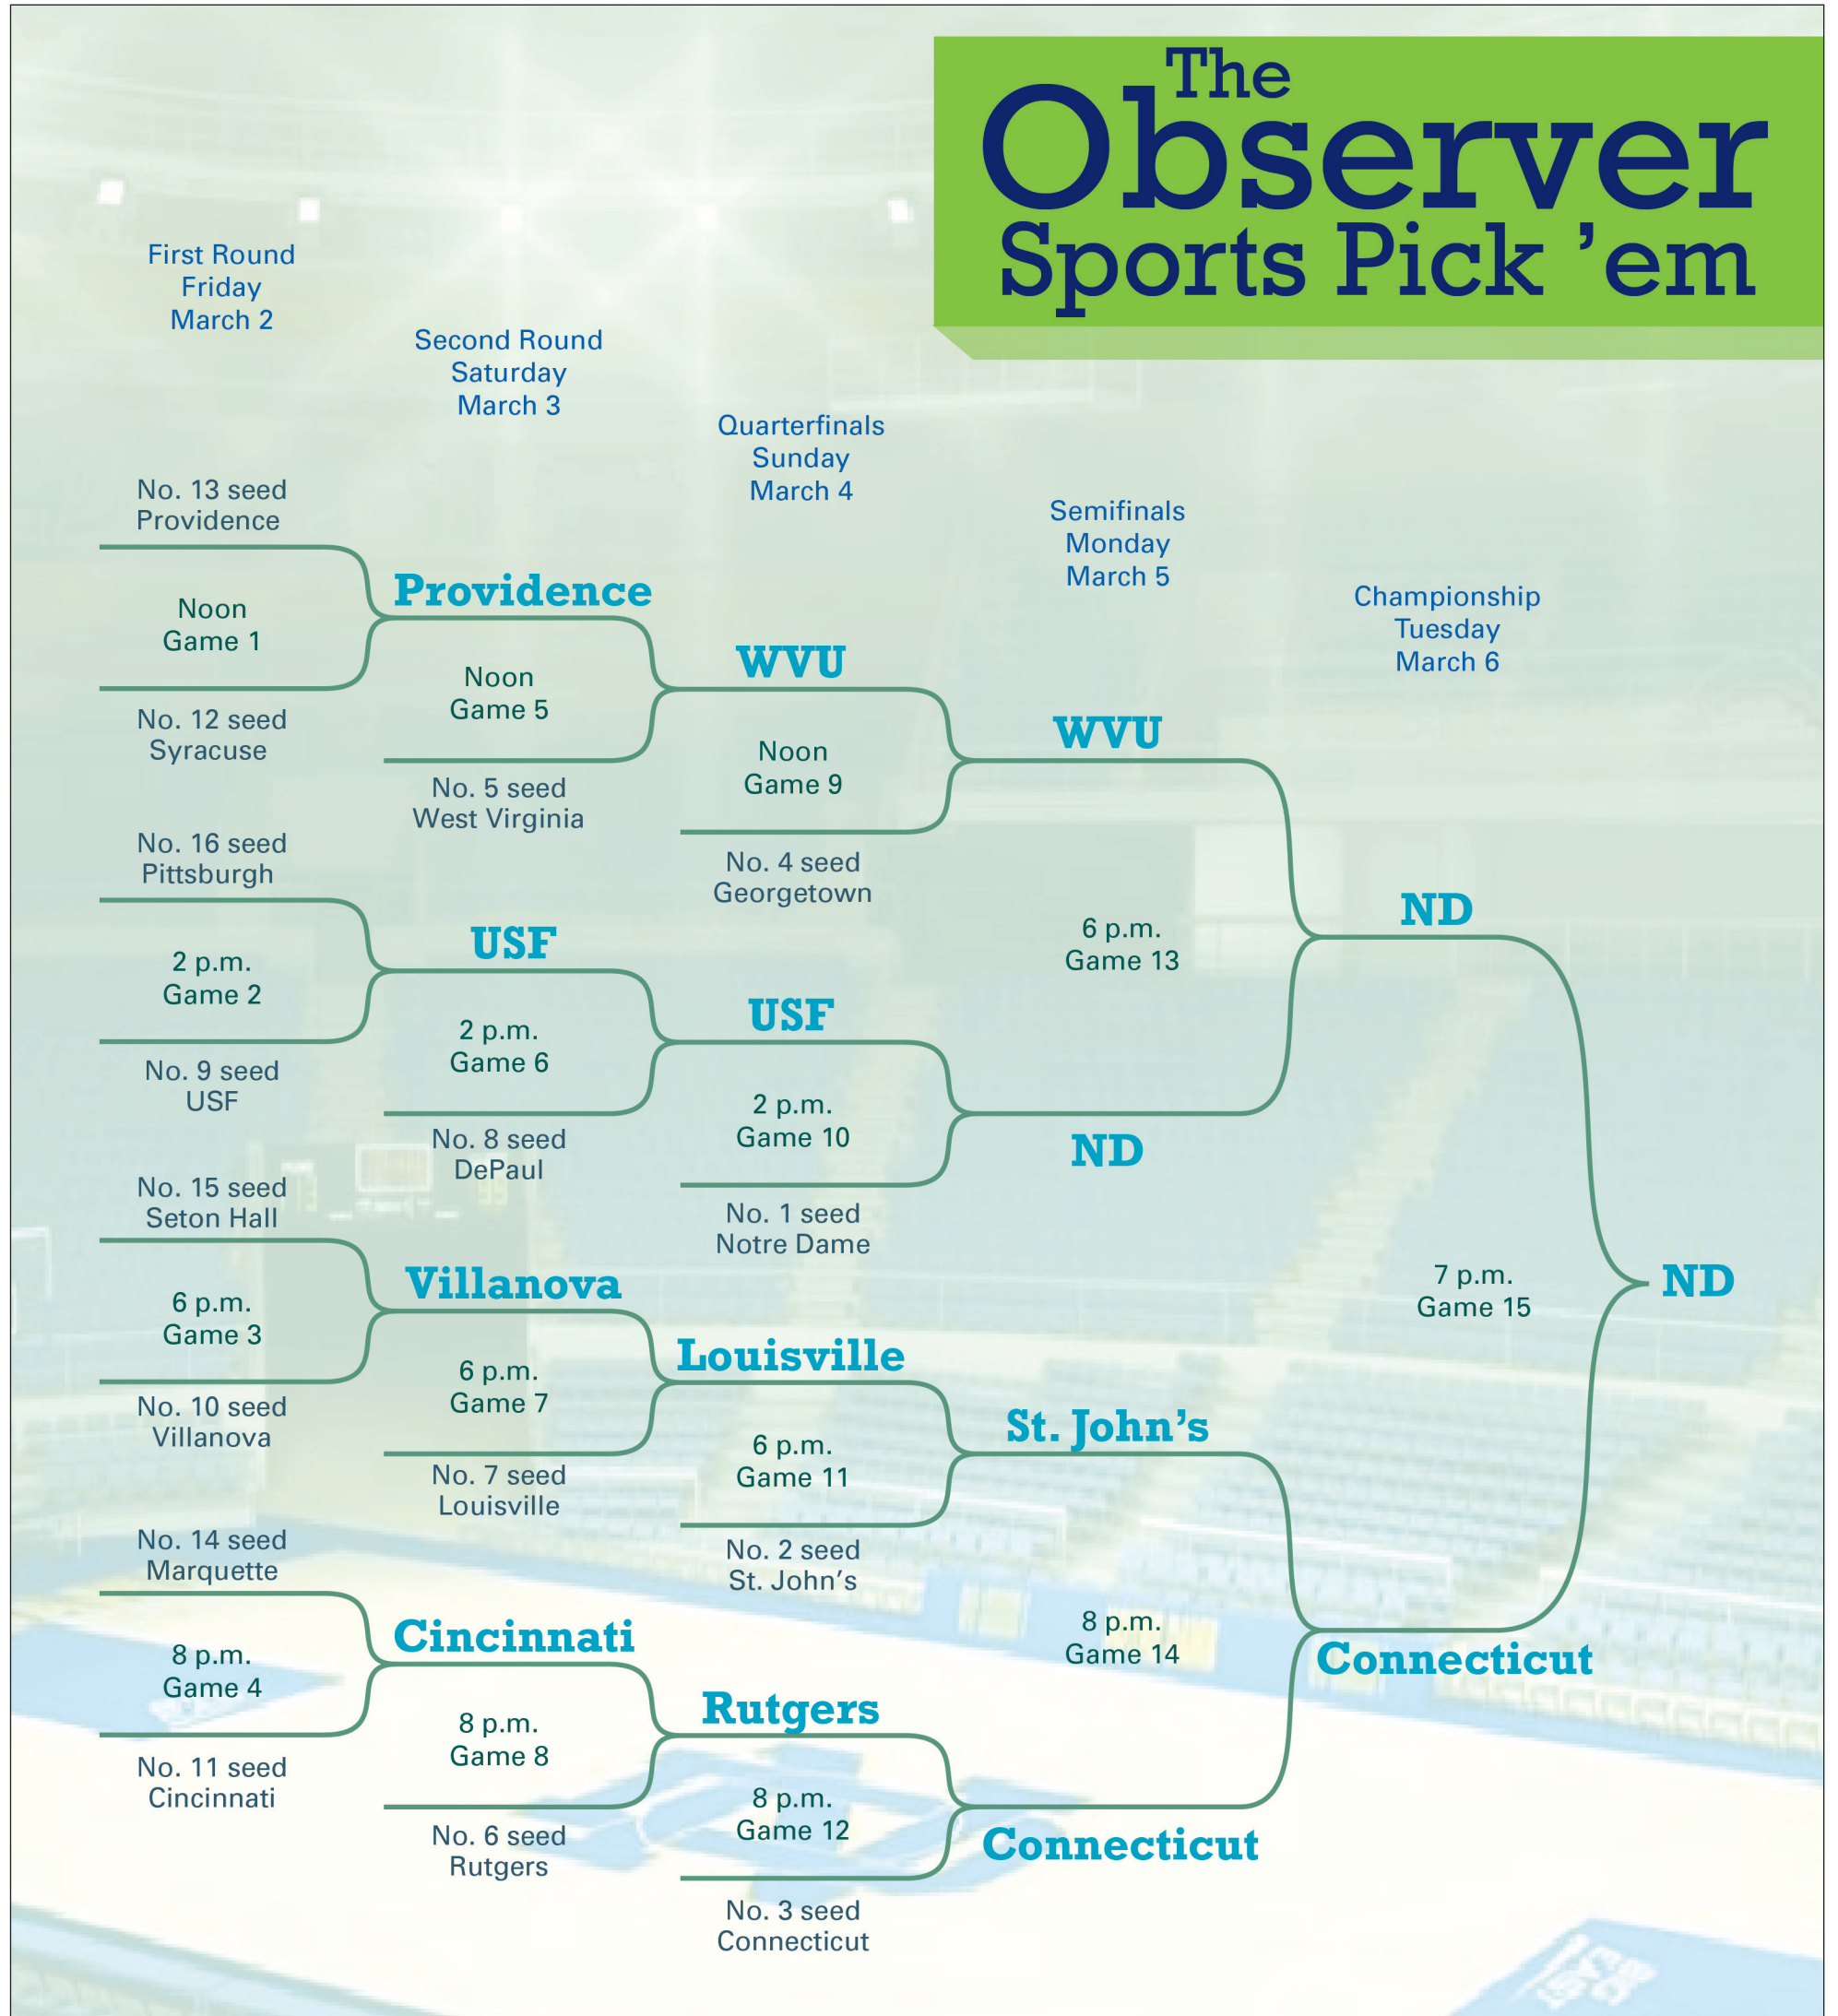 The
Observer
Sports Pick ’em
First Round
Friday
March 2
Second Round
Saturday
March 3
Quarterfinals
Sunday
March 4
Semifinals
Monday
March 5
Championship
Tuesday
March 6
No. 13 seed
Providence
Noon
Game 1
No. 12 seed
Syracuse
Providence
Noon
Game 5
No. 5 seed
West Virginia
WVU
Noon
Game 9
No. 4 seed
Georgetown
WVU
No. 16 seed
Pittsburgh
2 p.m.
Game 2
No. 9 seed
USF
USF
2 p.m.
Game 6
No. 8 seed
DePaul
USF
2 p.m.
Game 10
No. 1 seed
Notre Dame
ND
6 p.m.
Game 13
ND
No. 15 seed
Seton Hall
6 p.m.
Game 3
No. 10 seed
Villanova
Villanova
6 p.m.
Game 7
No. 7 seed
Louisville
Louisville
6 p.m.
Game 11
No. 2 seed
St. John’s
St. John’s
No. 14 seed
Marquette
8 p.m.
Game 4
No. 11 seed
Cincinnati
Cincinnati
8 p.m.
Game 8
No. 6 seed
Rutgers
Rutgers
8 p.m.
Game 12
No. 3 seed
Connecticut
Connecticut
8 p.m.
Game 14
Connecticut
7 p.m.
Game 15
ND